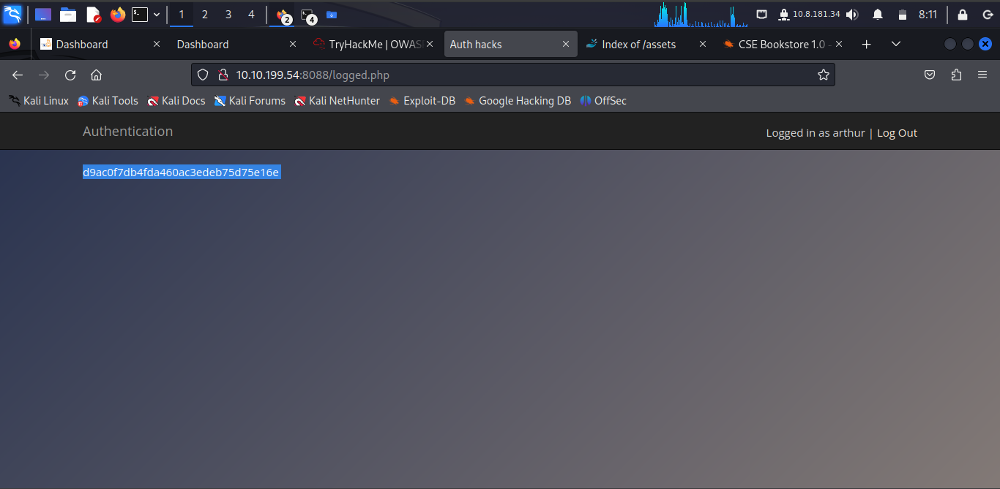 1 2 3 4 2 4 10.8.181.34 8:11
Dashboard Dashboard TryHackMe | OWAS Auth hacks Index of /assets CSE Bookstore 1.0 -
10.10.199.54:8088/logged.php
Kali Linux Kali Tools Kali Docs Kali Forums Kali NetHunter Exploit-DB Google Hacking DB OffSec
Authentication Logged in as arthur | Log Out
d9ac0f7db4fda460ac3edeb75d75e16e